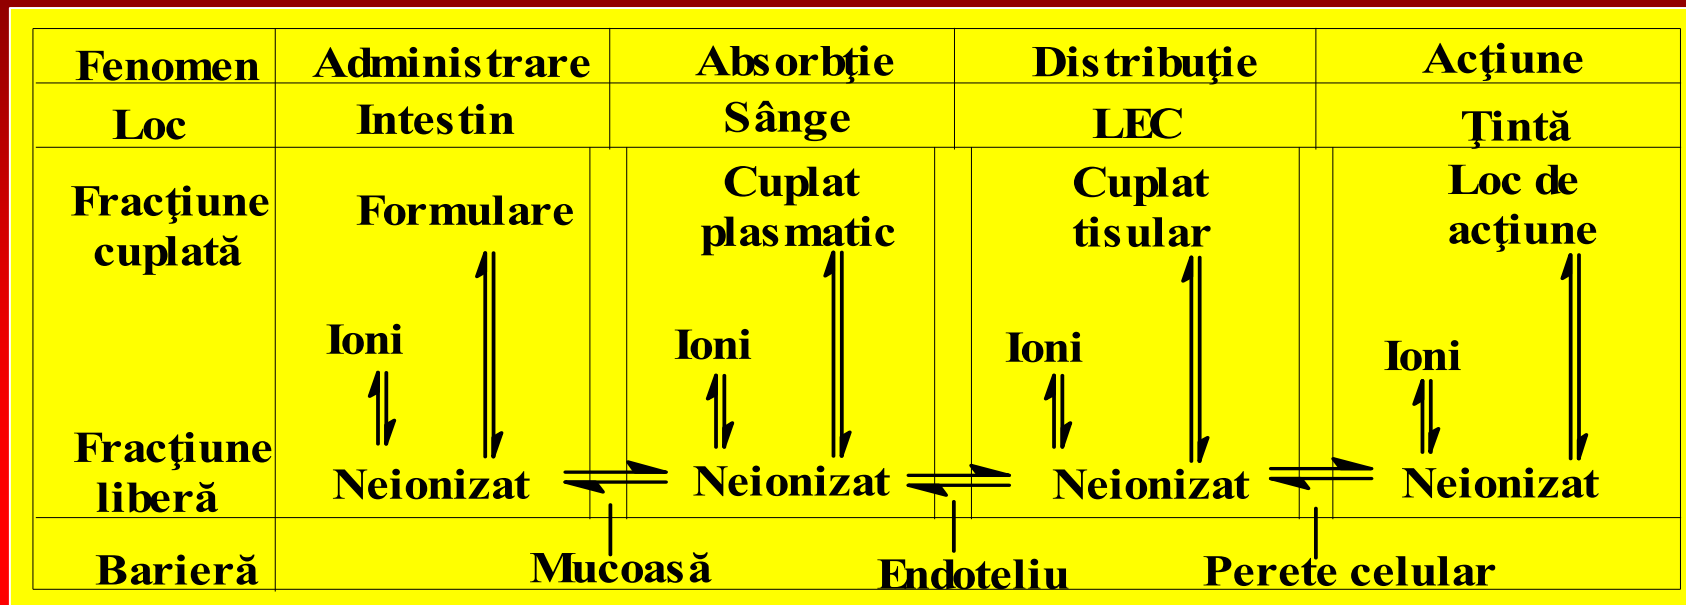 Fenomen Administrare Absorbţie Distribuţie Acţiune
Loc Intestin Sânge LEC Ţintă
Fracţiune cuplată Formulare Cuplat plasmatic Cuplat tisular Loc de acţiune
Ioni Ioni Ioni Ioni
Fracţiune liberă Neionizat Neionizat Neionizat Neionizat
Barieră Mucoasă Endoteliu Perete celular